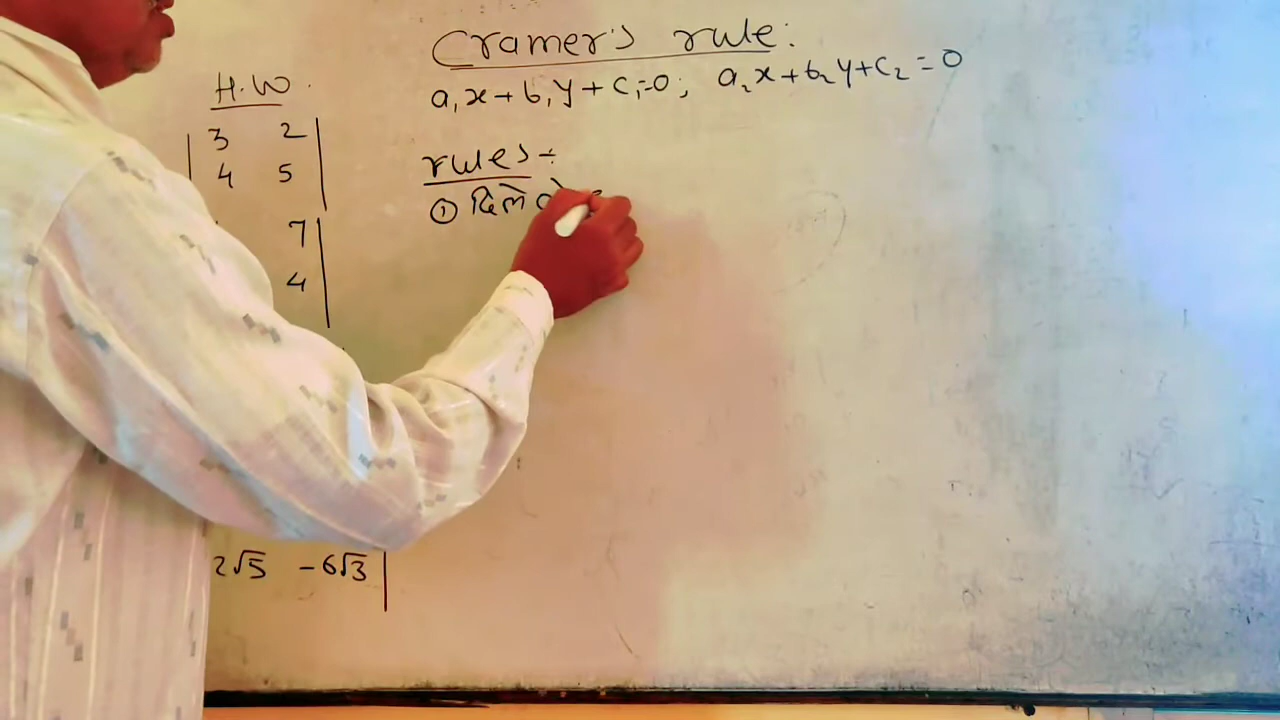 Cramer's rule:
a₁x + b₁y + c₁=0; a₂x + b₂y + c₂ = 0
H.W.
3 2
4 5
7
4
2√5 -6√3
rules :-
① दिले